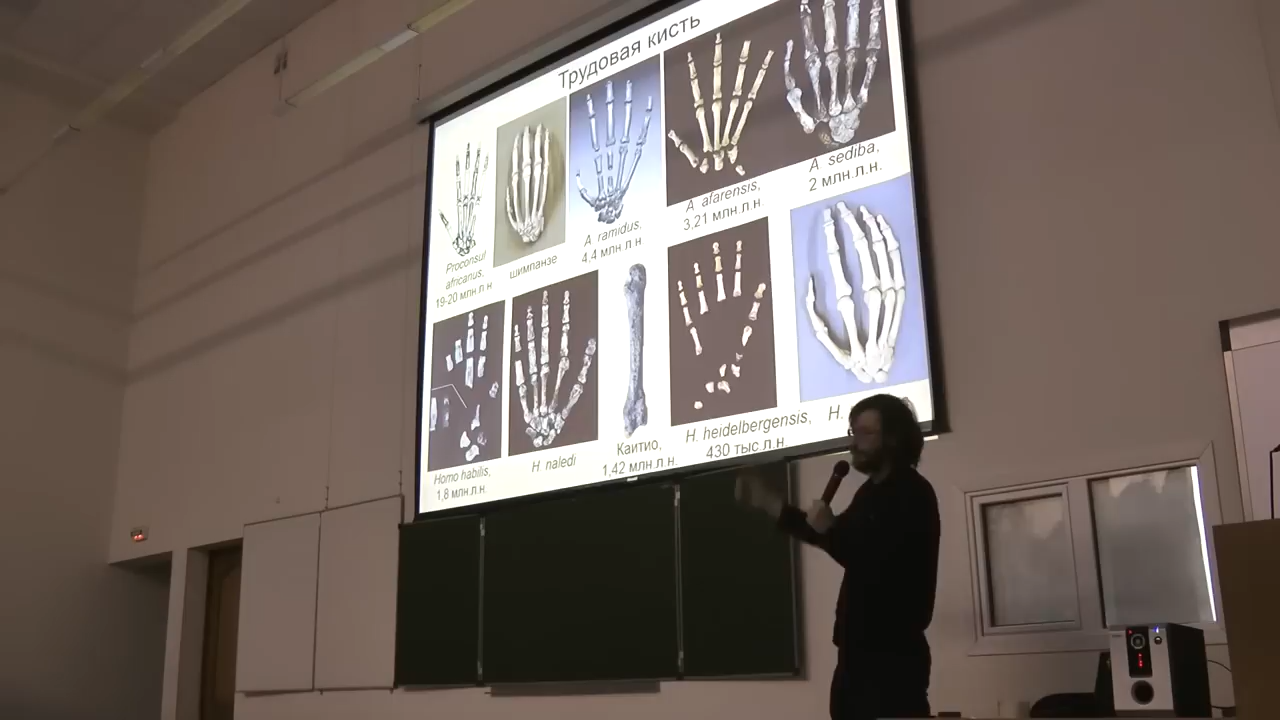 Трудовая кисть
Proconsul
africanus,
19-20 млн.л.н
шимпанзе
A. ramidus,
4,4 млн.л.н.
A. afarensis,
3,21 млн.л.н.
A. sediba,
2 млн.л.н.
Homo habilis,
1,8 млн.л.н.
H. naledi
Каитио,
1,42 млн.л.н.
H. heidelbergensis,
430 тыс.л.н.
H.